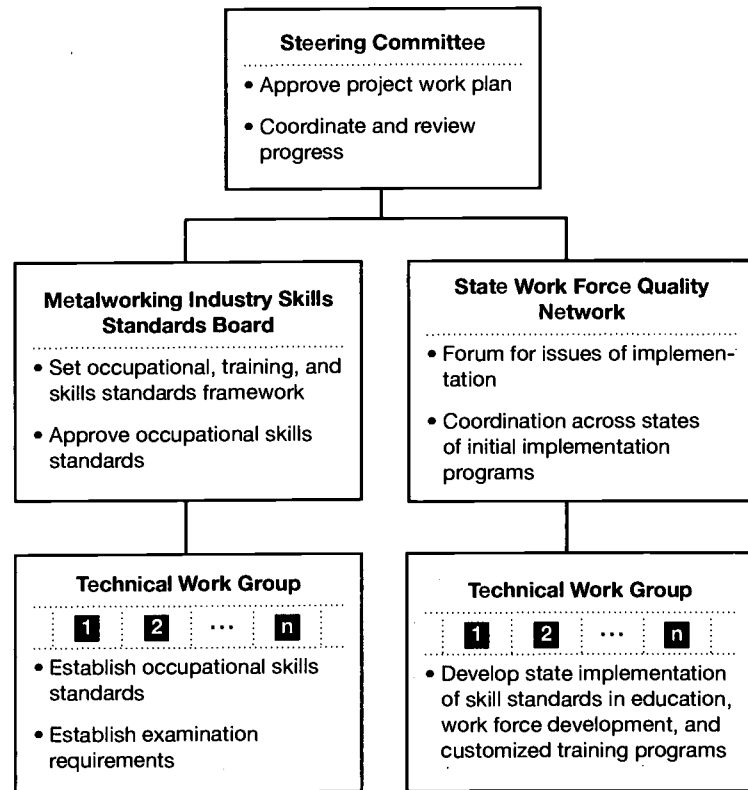 Steering Committee
• Approve project work plan
• Coordinate and review
progress
Metalworking Industry Skills
Standards Board
• Set occupational, training, and
skills standards framework
• Approve occupational skills
standards
State Work Force Quality
Network
• Forum for issues of implemen-
tation
• Coordination across states
of initial implementation
programs
Technical Work Group
1 2 ... n
• Establish occupational skills
standards
• Establish examination
requirements
Technical Work Group
1 2 ... n
• Develop state implementation
of skill standards in education,
work force development, and
customized training programs